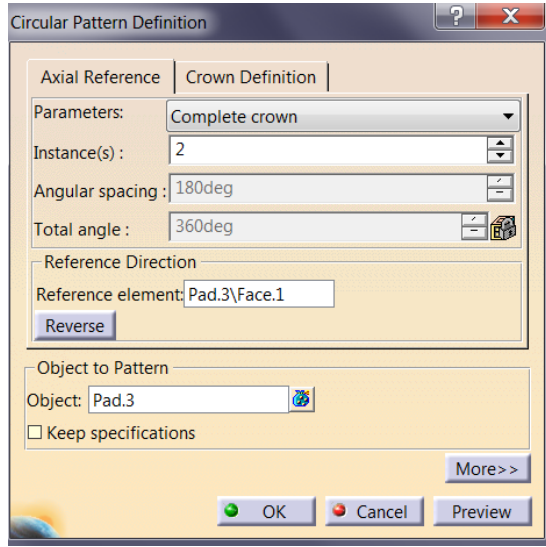 Circular Pattern Definition ? X
Axial Reference Crown Definition
Parameters: Complete crown
Instance(s) : 2
Angular spacing : 180deg
Total angle : 360deg
Reference Direction
Reference element: Pad.3\Face.1
Reverse
Object to Pattern
Object: Pad.3
Keep specifications
More>>
OK Cancel Preview